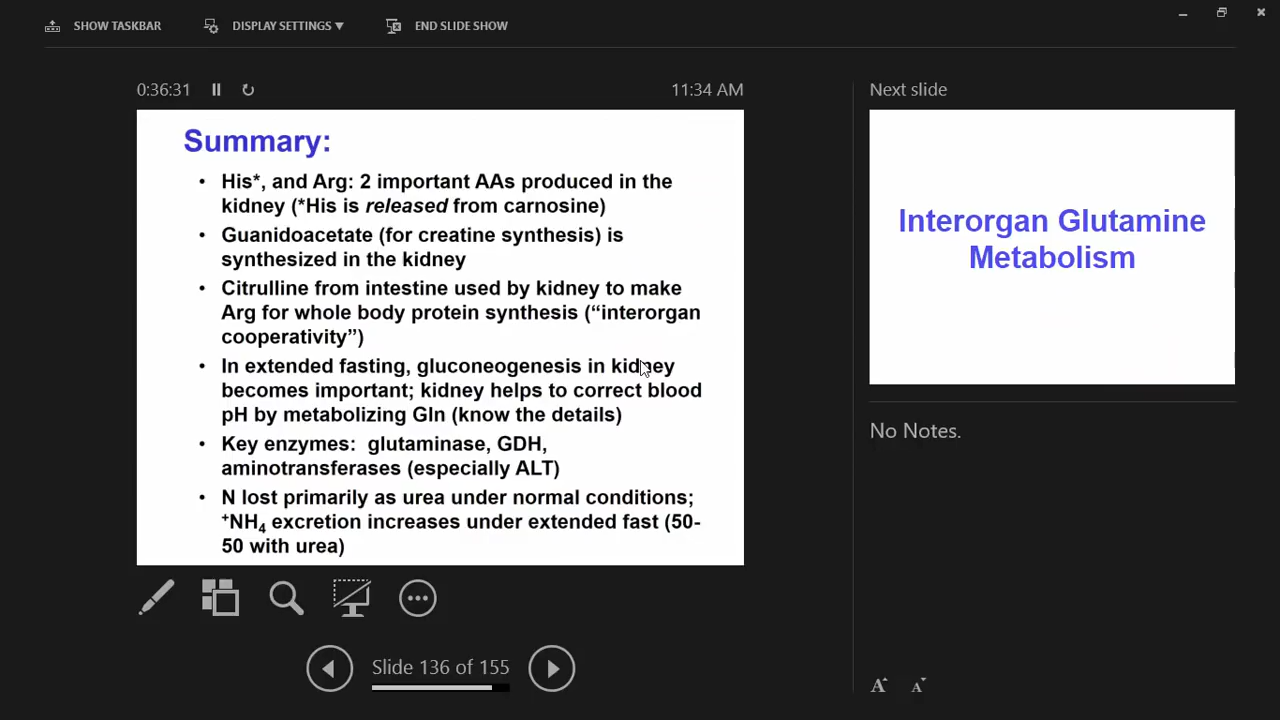 SHOW TASKBAR
DISPLAY SETTINGS ▼
END SLIDE SHOW
0:36:31
11:34 AM
Summary:
• His*, and Arg: 2 important AAs produced in the
kidney (*His is released from carnosine)
• Guanidoacetate (for creatine synthesis) is
synthesized in the kidney
• Citrulline from intestine used by kidney to make
Arg for whole body protein synthesis (“interorgan
cooperativity”)
• In extended fasting, gluconeogenesis in kidney
becomes important; kidney helps to correct blood
pH by metabolizing Gln (know the details)
• Key enzymes: glutaminase, GDH,
aminotransferases (especially ALT)
• N lost primarily as urea under normal conditions;
⁺NH₄ excretion increases under extended fast (50-
50 with urea)
Slide 136 of 155
Next slide
Interorgan Glutamine
Metabolism
No Notes.
A A